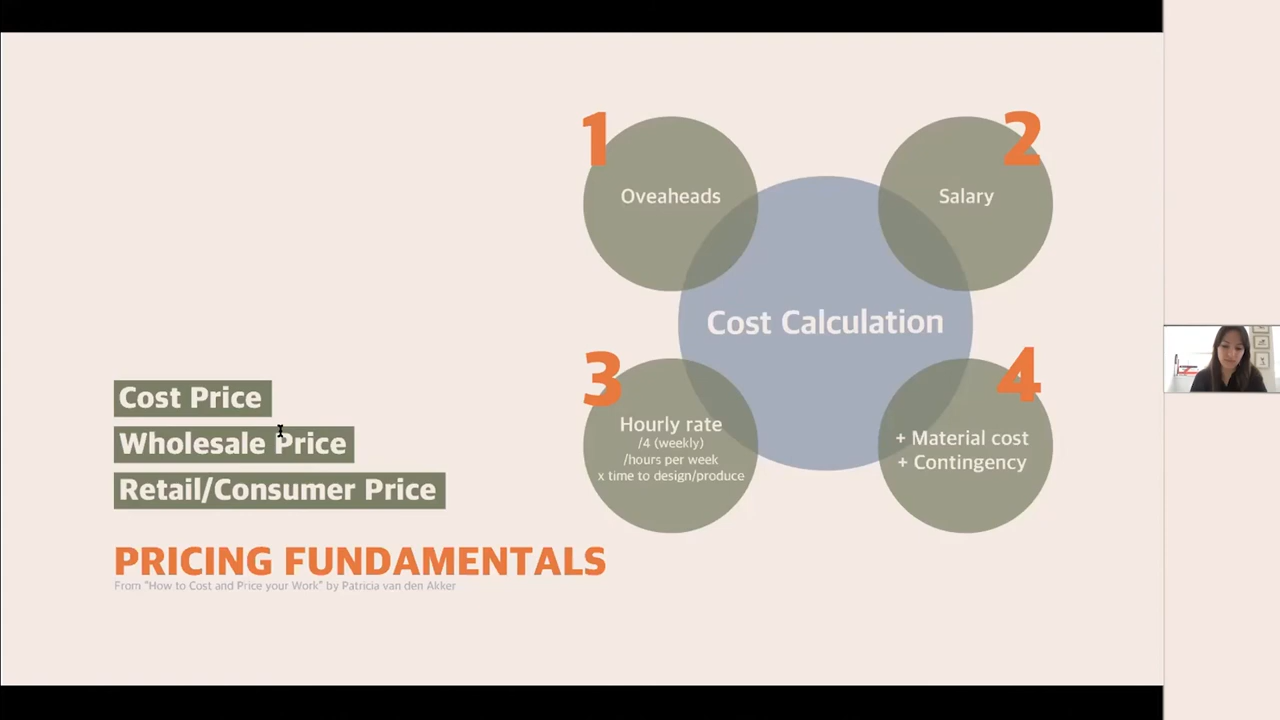 1
Oveaheads
2
Salary
Cost Calculation
3
Hourly rate
/4 (weekly)
/hours per week
x time to design/produce
4
+ Material cost
+ Contingency
Cost Price
Wholesale Price
Retail/Consumer Price
PRICING FUNDAMENTALS
From "How to Cost and Price your Work" by Patricia van den Akker